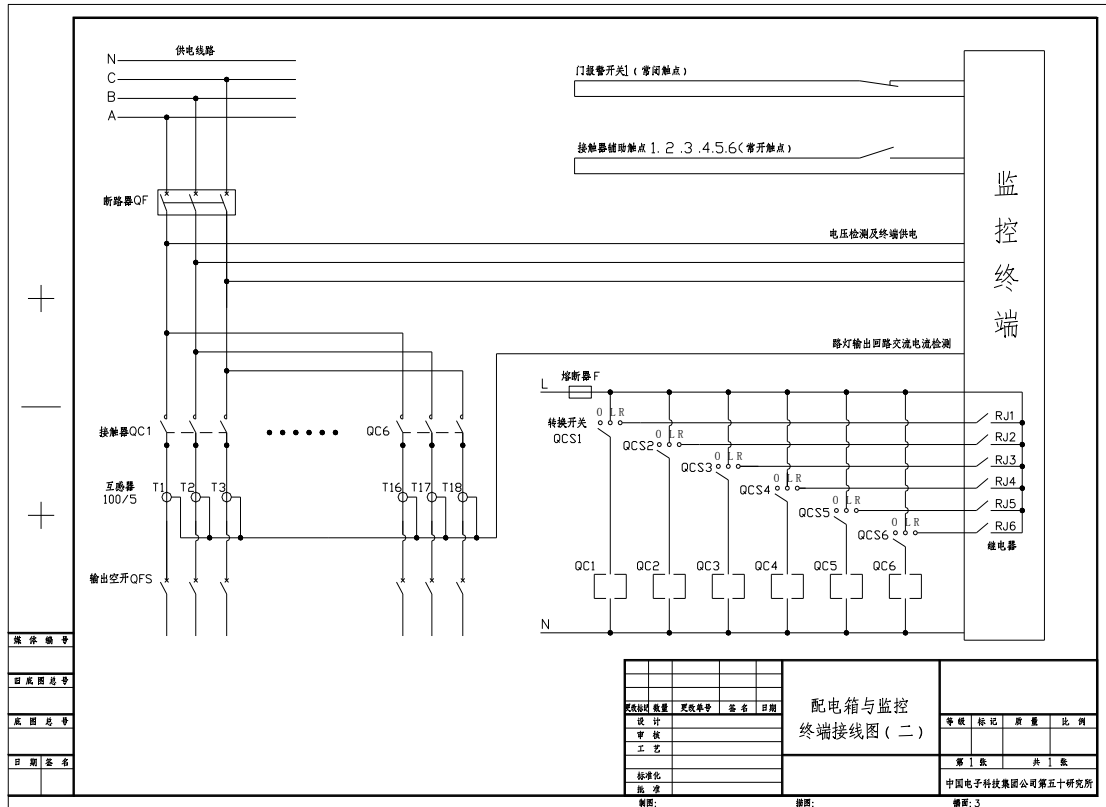 供电线路
N
C
B
A
门报警开关1(常闭触点)
接触器辅助触点1. 2 .3 .4.5.6(常开触点)
监控终端
断路器QF
电压检测及终端供电
路灯输出回路交流电流检测
L
熔断器F
接触器QC1
QC6
转换开关
QCS1
O L R
RJ1
QCS2
O L R
RJ2
QCS3
O L R
RJ3
QCS4
O L R
RJ4
QCS5
O L R
RJ5
QCS6
O L R
RJ6
继电器
互感器
100/5
T1
T2
T3
T16
T17
T18
输出空开QFS
QC1
QC2
QC3
QC4
QC5
QC6
N
媒体编号
旧底图总号
底图总号
日期 签名
更改标记 数量 更改单号 签名 日期
设计
审核
工艺
标准化
批准
配电箱与监控
终端接线图(二)
等级 标记 质量 比例
第 1 张 共 1 张
中国电子科技集团公司第五十研究所
制图:
描图:
幅面: 3